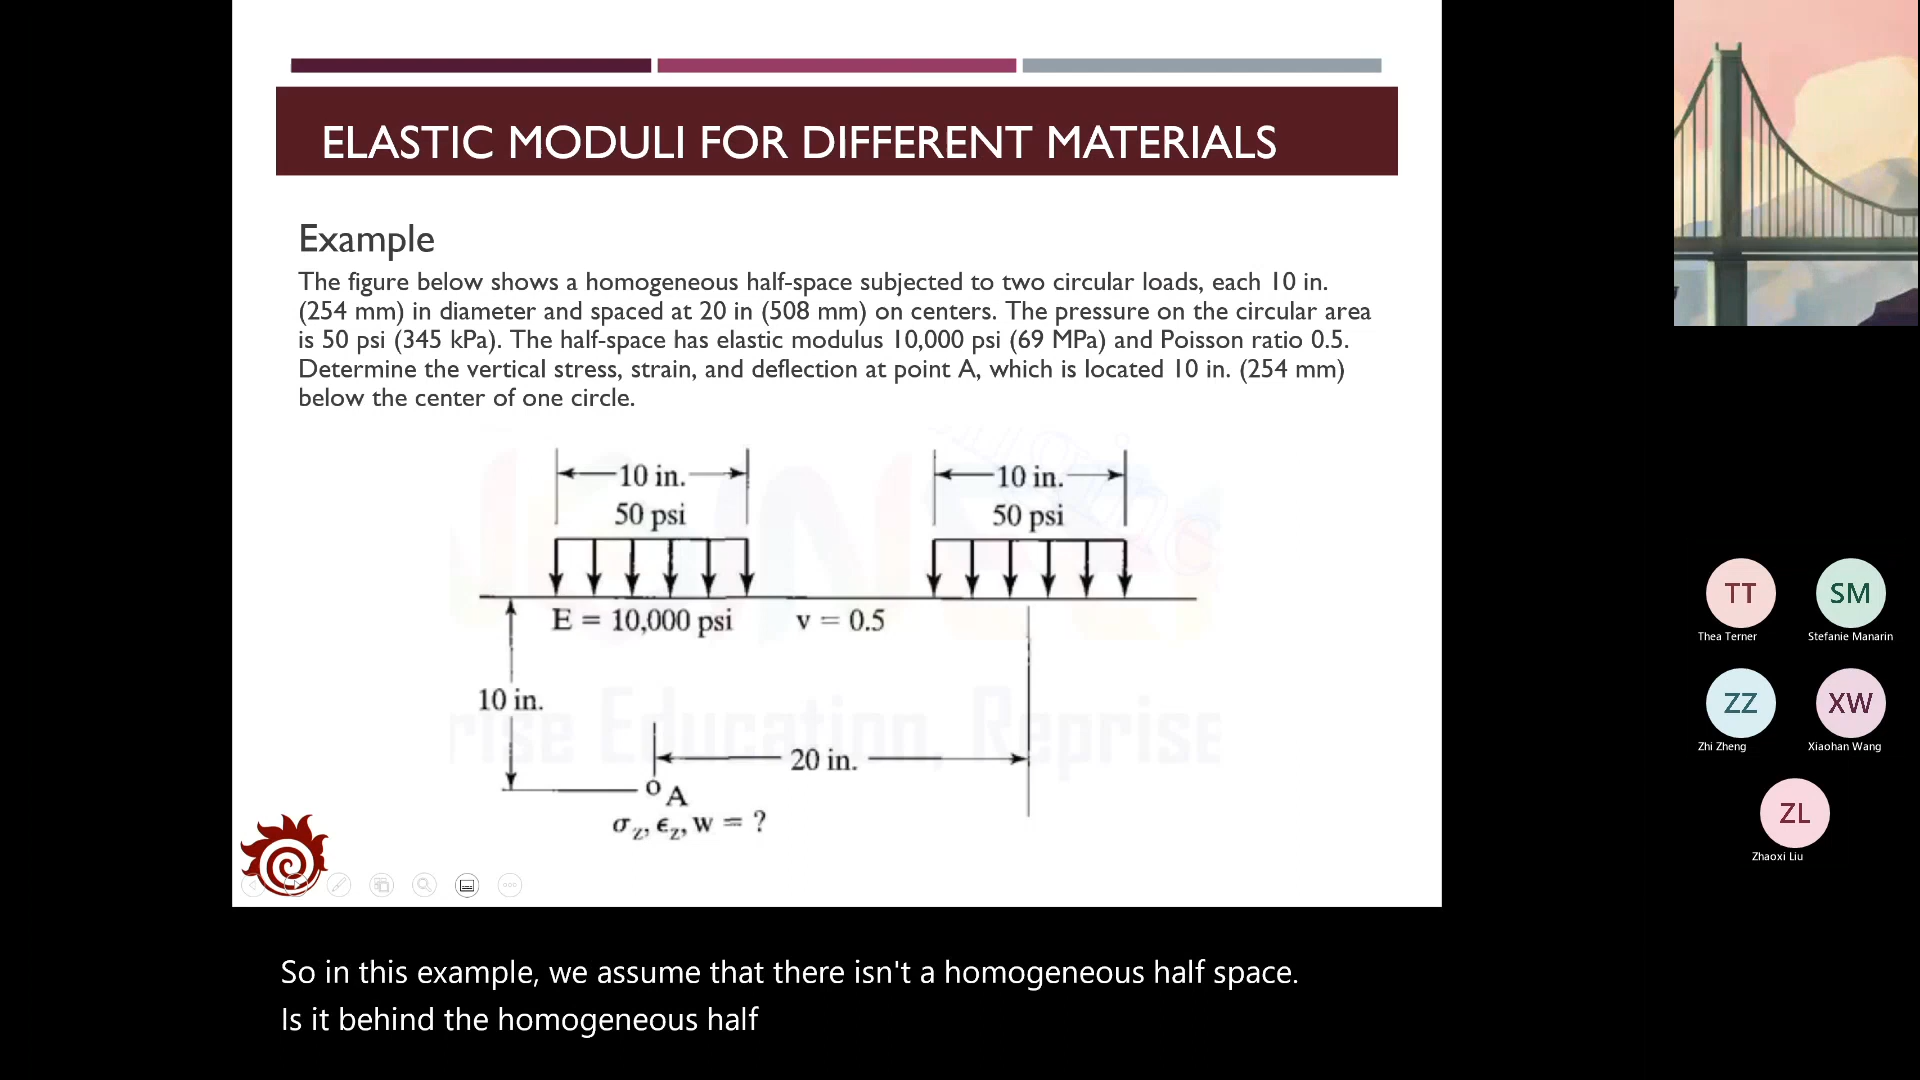 ELASTIC MODULI FOR DIFFERENT MATERIALS
Example
The figure below shows a homogeneous half-space subjected to two circular loads, each 10 in.
(254 mm) in diameter and spaced at 20 in (508 mm) on centers. The pressure on the circular area
is 50 psi (345 kPa). The half-space has elastic modulus 10,000 psi (69 MPa) and Poisson ratio 0.5.
Determine the vertical stress, strain, and deflection at point A, which is located 10 in. (254 mm)
below the center of one circle.
10 in.
50 psi
10 in.
50 psi
E = 10,000 psi
v = 0.5
10 in.
rise Education, Reprise
20 in.
A
σz, ϵz, w = ?
TT
Thea Terner
SM
Stefanie Manarin
ZZ
Zhi Zheng
XW
Xiaohan Wang
ZL
Zhaoxi Liu
So in this example, we assume that there isn't a homogeneous half space.
Is it behind the homogeneous half